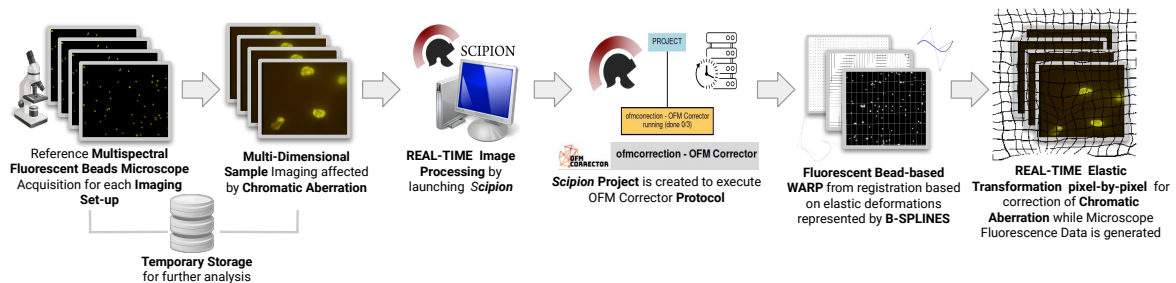 Reference Multispectral
Fluorescent Beads Microscope
Acquisition for each Imaging
Set-up
Multi-Dimensional
Sample Imaging affected
by Chromatic Aberration
Temporary Storage
for further analysis
SCIPION
REAL-TIME Image
Processing by
launching Scipion
PROJECT
ofmcorrection - OFM Corrector
running (done 0/3)
OFM
CORRECTOR
ofmcorrection - OFM Corrector
Scipion Project is created to execute
OFM Corrector Protocol
Fluorescent Bead-based
WARP from registration based
on elastic deformations
represented by B-SPLINES
REAL-TIME Elastic
Transformation pixel-by-pixel for
correction of Chromatic
Aberration while Microscope
Fluorescence Data is generated